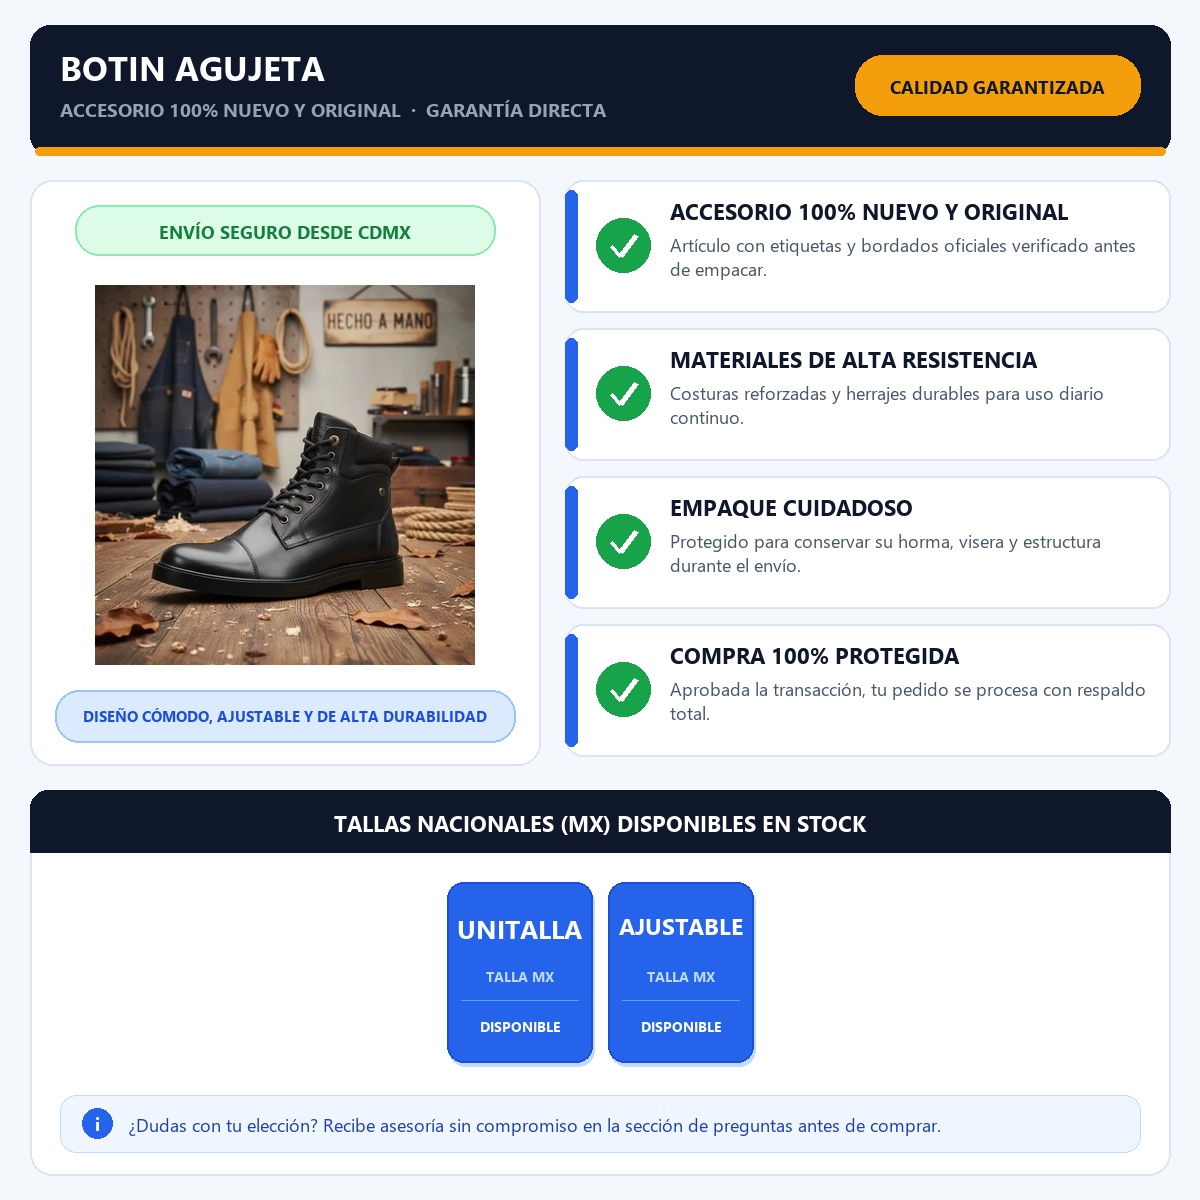 BOTIN AGUJETA
ACCESORIO 100% NUEVO Y ORIGINAL · GARANTÍA DIRECTA
CALIDAD GARANTIZADA
ENVÍO SEGURO DESDE CDMX
HECHO A MANO
DISEÑO CÓMODO, AJUSTABLE Y DE ALTA DURABILIDAD
ACCESORIO 100% NUEVO Y ORIGINAL
Artículo con etiquetas y bordados oficiales verificado antes
de empacar.
MATERIALES DE ALTA RESISTENCIA
Costuras reforzadas y herrajes durables para uso diario
continuo.
EMPAQUE CUIDADOSO
Protegido para conservar su horma, visera y estructura
durante el envío.
COMPRA 100% PROTEGIDA
Aprobada la transacción, tu pedido se procesa con respaldo
total.
TALLAS NACIONALES (MX) DISPONIBLES EN STOCK
UNITALLA
TALLA MX
DISPONIBLE
AJUSTABLE
TALLA MX
DISPONIBLE
¿Dudas con tu elección? Recibe asesoría sin compromiso en la sección de preguntas antes de comprar.